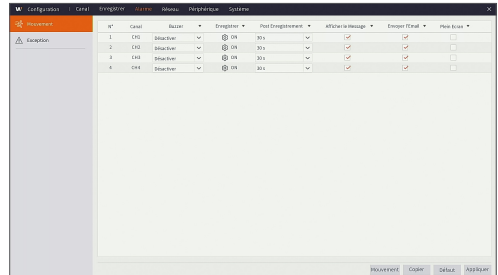 W Configuration | Canal Enregistrer Alarme Réseau Périphérique Système ×
Mouvement
Exception
N° Canal Buzzer Enregistrer Post Enregistrement Afficher le Message Envoyer l'Email Plein Ecran
1 CH1 Désactiver ON 30 s
2 CH2 Désactiver ON 30 s
3 CH3 Désactiver ON 30 s
4 CH4 Désactiver ON 30 s
Mouvement Copier Défaut Appliquer